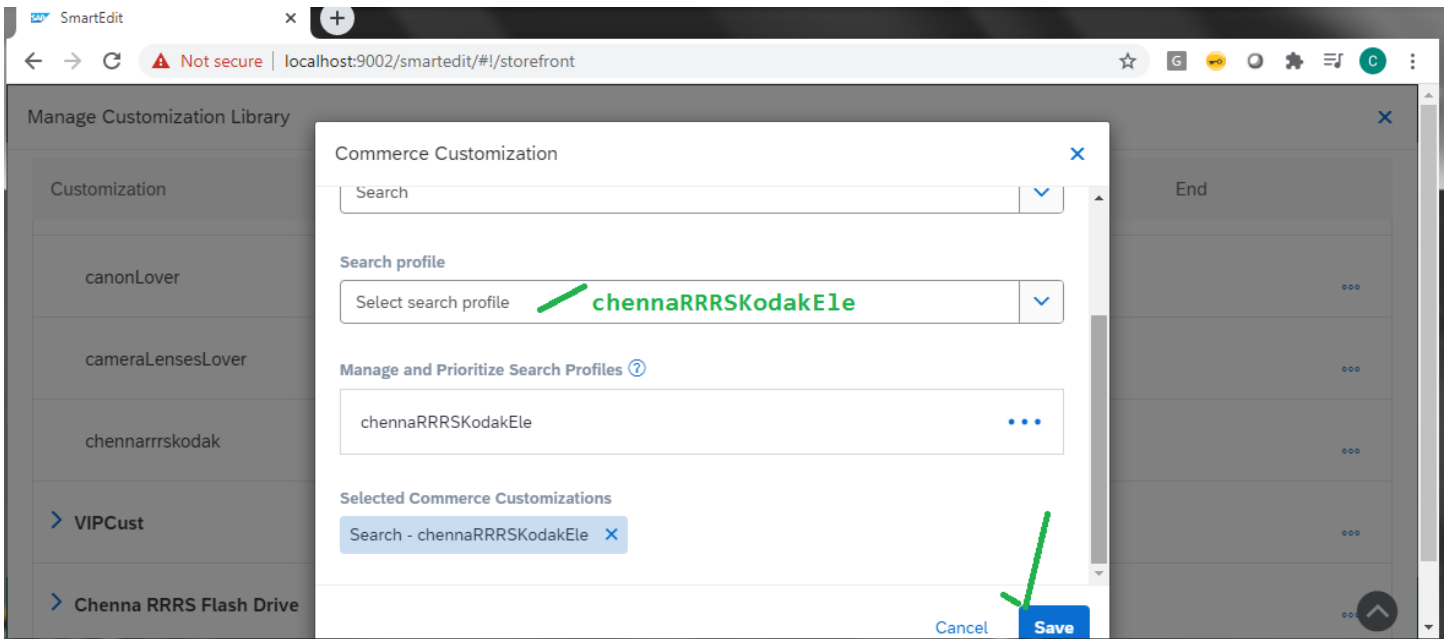 SAP SmartEdit
Not secure localhost:9002/smartedit/#!/storefront
G
C
Manage Customization Library
Customization
End
canonLover
cameraLensesLover
chennarrrskodak
VIPCust
Chenna RRRS Flash Drive
Commerce Customization
Search
Search profile
Select search profile chennaRRRSKodakEle
Manage and Prioritize Search Profiles ?
chennaRRRSKodakEle
Selected Commerce Customizations
Search - chennaRRRSKodakEle
Cancel Save